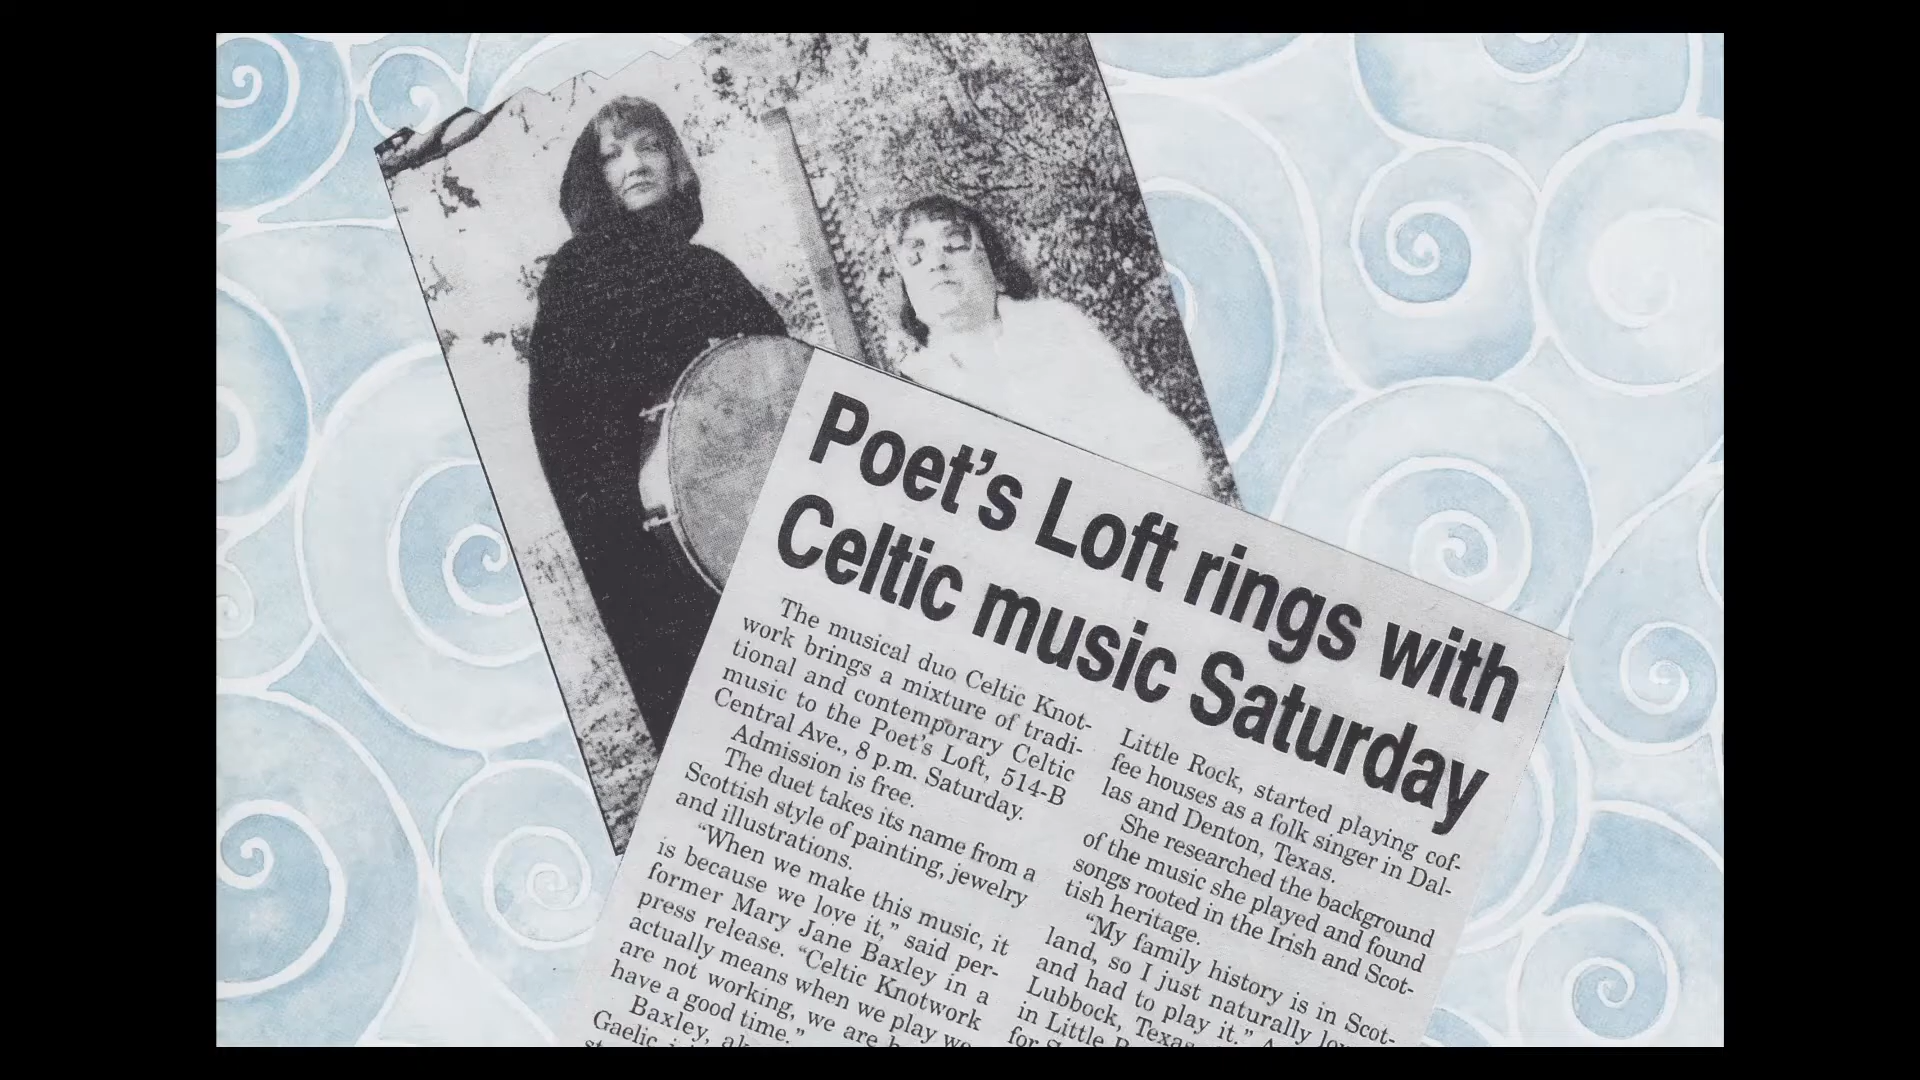 Poet's Loft rings with
Celtic music Saturday
The musical duo Celtic Knot-
work brings a mixture of tradi-
tional and contemporary Celtic
music to the Poet's Loft, 514-B
Central Ave., 8 p.m. Saturday.
Admission is free.
The duet takes its name from a
Scottish style of painting, jewelry
and illustrations.
"When we make this music, it
is because we love it," said per-
former Mary Jane Baxley in a
press release. "Celtic Knotwork
actually means when we play we
are not working, we are
have a good time."
Baxley,
Gaelic
Little Rock, started playing cof-
fee houses as a folk singer in Dal-
las and Denton, Texas.
She researched the background
of the music she played and found
songs rooted in the Irish and Scot-
tish heritage.
"My family history is in Scot-
land, so I just naturally
and had to play it."
Lubbock, Texas
in Little
for